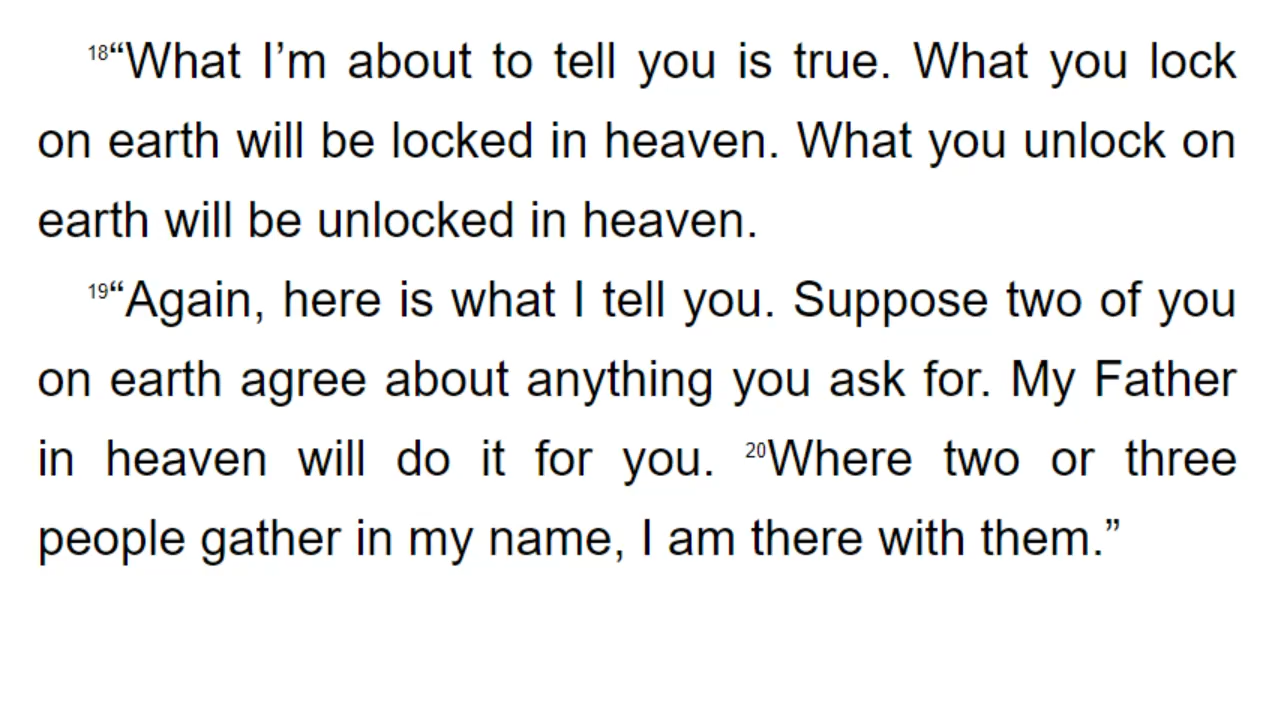 18“What I’m about to tell you is true. What you lock
on earth will be locked in heaven. What you unlock on
earth will be unlocked in heaven.
19“Again, here is what I tell you. Suppose two of you
on earth agree about anything you ask for. My Father
in heaven will do it for you. 20Where two or three
people gather in my name, I am there with them.”